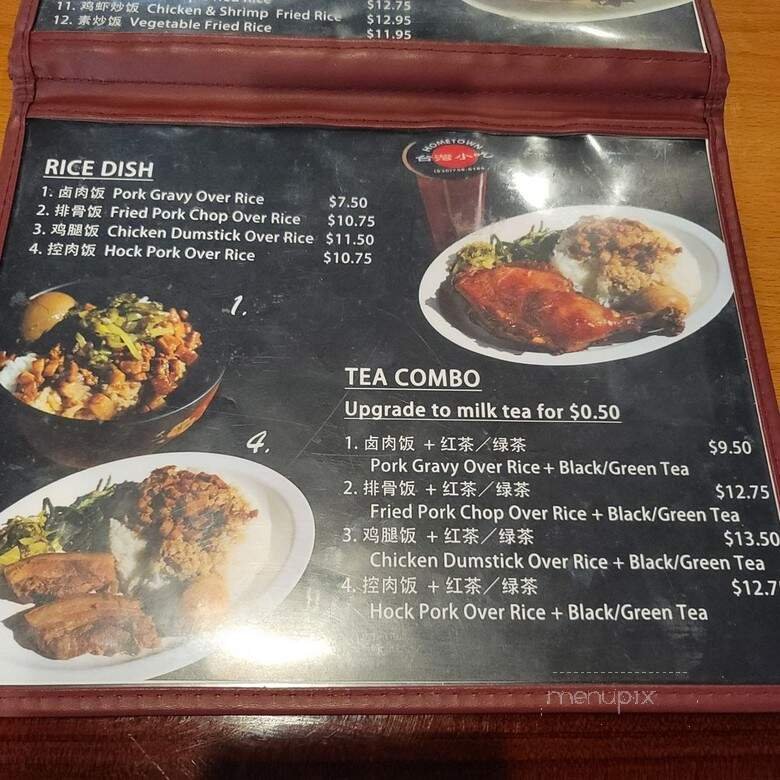 11. 鸡虾炒饭 Chicken & Shrimp Fried Rice $12.75
12. 素炒饭 Vegetable Fried Rice $12.95
$11.95
HOMETOWN
台灣小
RICE DISH
1. 卤肉饭 Pork Gravy Over Rice $7.50
2. 排骨饭 Fried Pork Chop Over Rice $10.75
3. 鸡腿饭 Chicken Dumstick Over Rice $11.50
4. 控肉饭 Hock Pork Over Rice $10.75
1.
4.
TEA COMBO
Upgrade to milk tea for $0.50
1. 卤肉饭 + 红茶／绿茶 $9.50
Pork Gravy Over Rice + Black/Green Tea
2. 排骨饭 + 红茶／绿茶 $12.75
Fried Pork Chop Over Rice + Black/Green Tea
3. 鸡腿饭 + 红茶／绿茶 $13.50
Chicken Dumstick Over Rice + Black/Green Tea
4. 控肉饭 + 红茶／绿茶 $12.7
Hock Pork Over Rice + Black/Green Tea
menupix